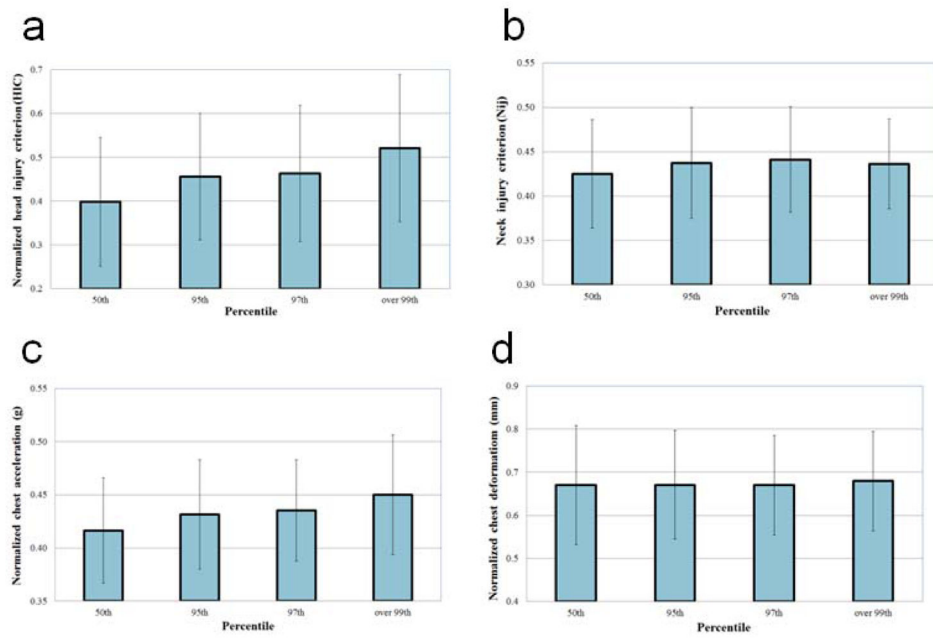 a
Normalized head injury criterion (HIC)
0.7
0.6
0.5
0.4
0.3
0.2
50th 95th 97th over 99th
Percentile
b
Neck injury criterion (Nij)
0.55
0.50
0.45
0.40
0.35
0.30
50th 95th 97th over 99th
Percentile
c
Normalized chest acceleration (g)
0.55
0.50
0.45
0.40
0.35
50th 95th 97th over 99th
Percentile
d
Normalized chest deformatiom (mm)
0.9
0.8
0.7
0.6
0.5
0.4
50th 95th 97th over 99th
Percentile